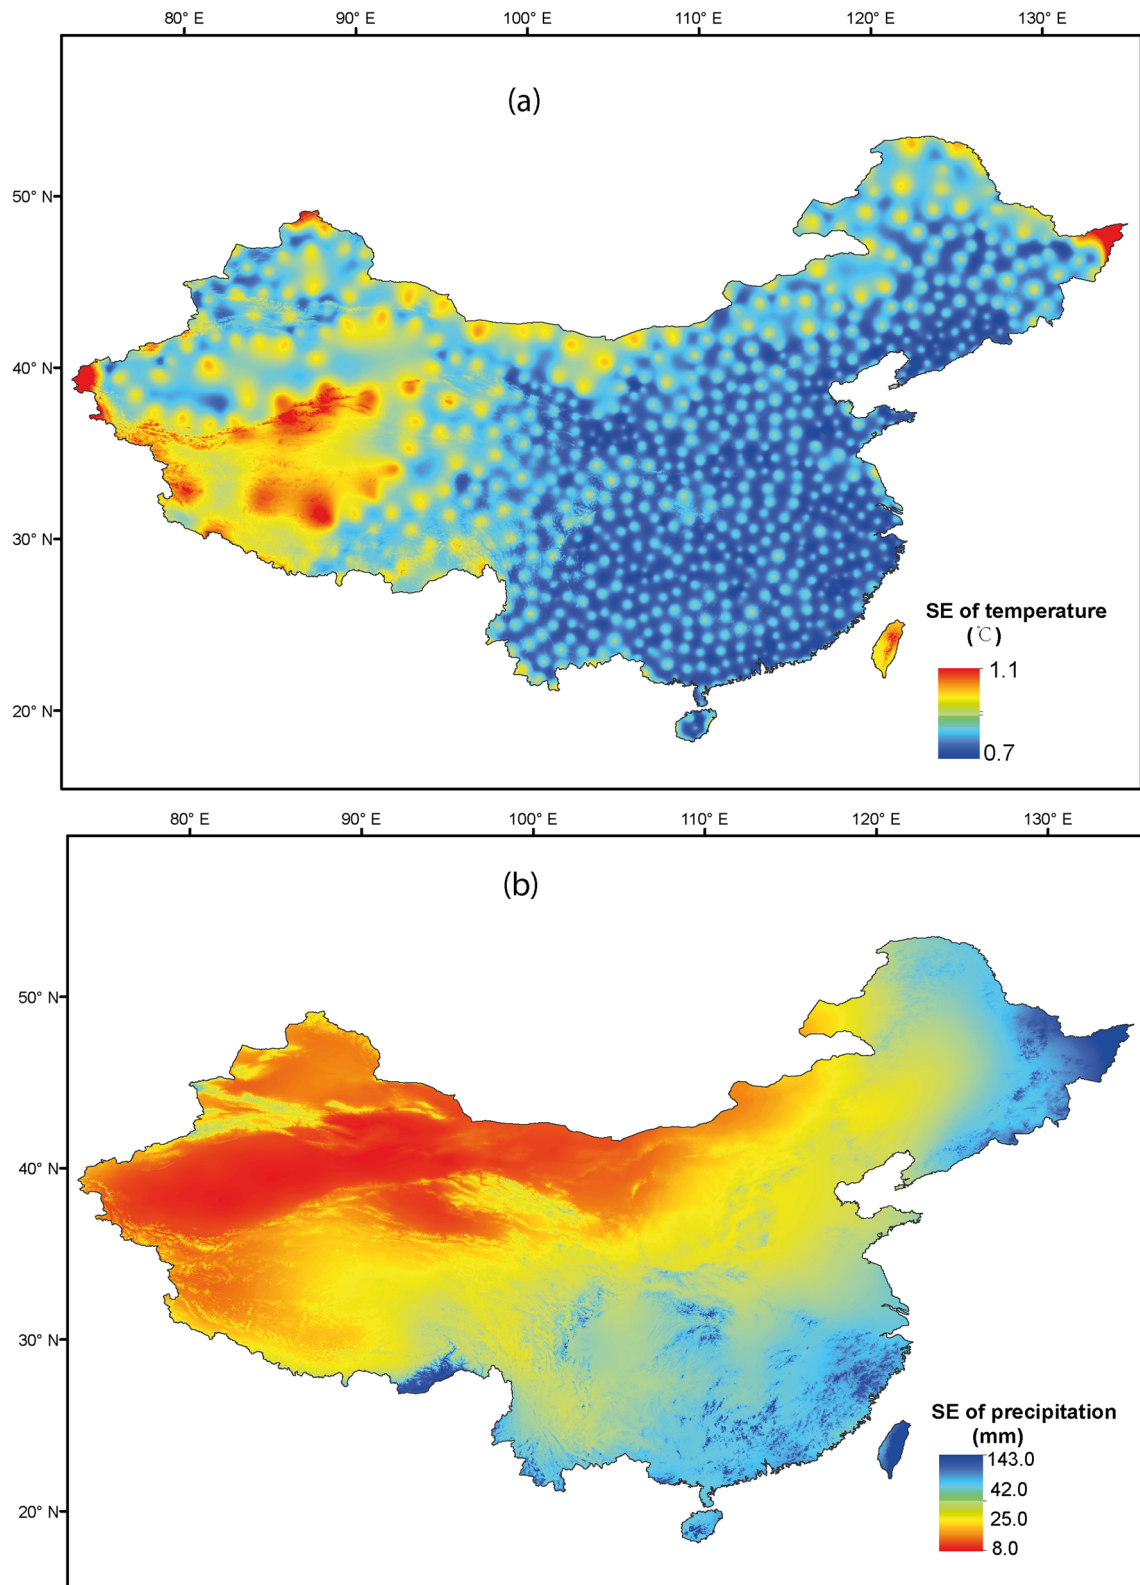 80° E 90° E 100° E 110° E 120° E 130° E
(a)
50° N
40° N
30° N
20° N
SE of temperature
(℃)
1.1
0.7
80° E 90° E 100° E 110° E 120° E 130° E
(b)
50° N
40° N
30° N
20° N
SE of precipitation
(mm)
143.0
42.0
25.0
8.0